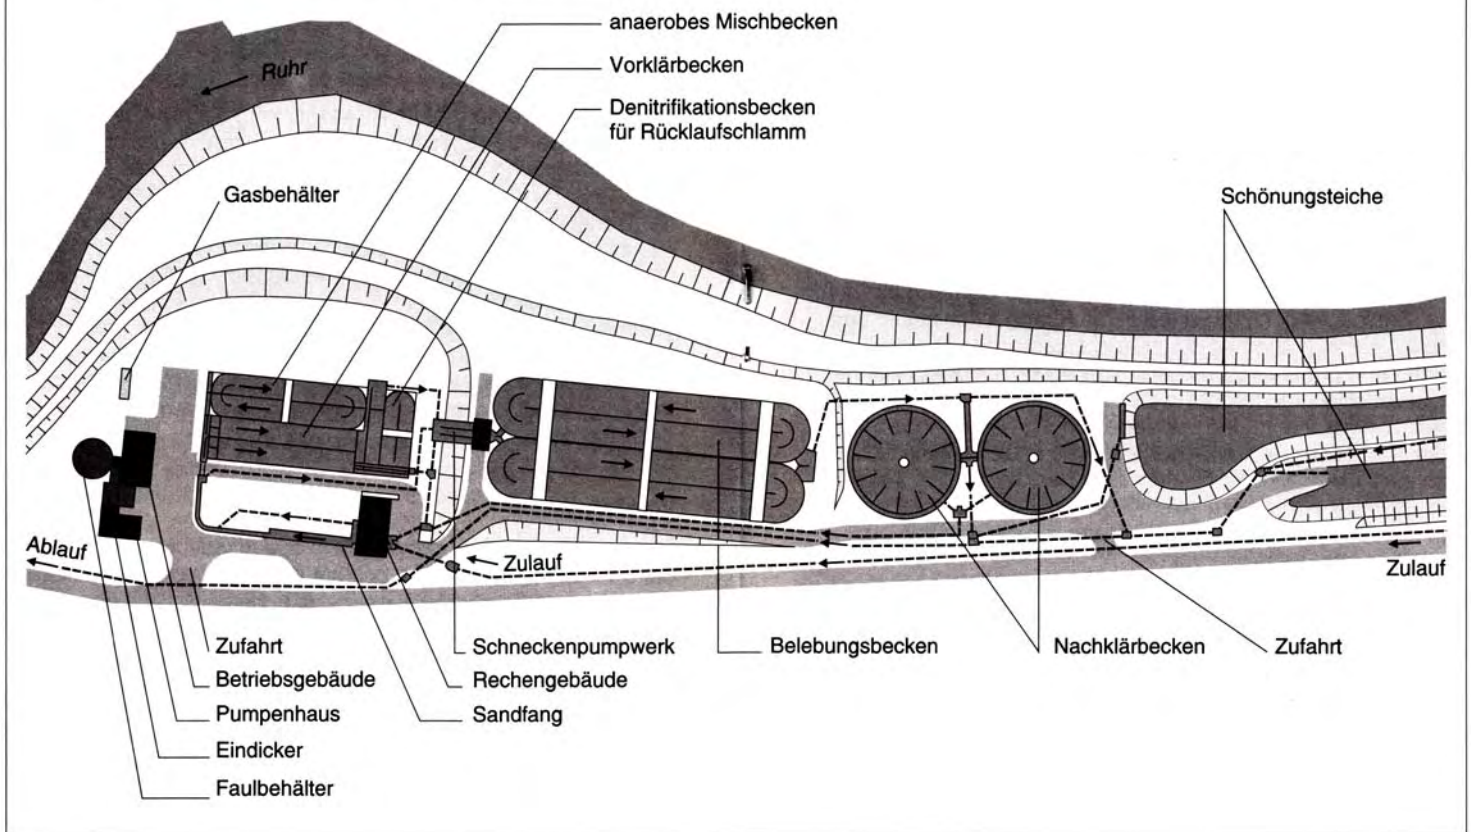 anaerobes Mischbecken
Vorklärbecken
Denitrifikationsbecken
für Rücklaufschlamm
Ruhr
Gasbehälter
Schönungsteiche
Ablauf
Zulauf
Zulauf
Zufahrt
Betriebsgebäude
Pumpenhaus
Eindicker
Faulbehälter
Schneckenpumpwerk
Rechengebäude
Sandfang
Belebungsbecken
Nachklärbecken
Zufahrt